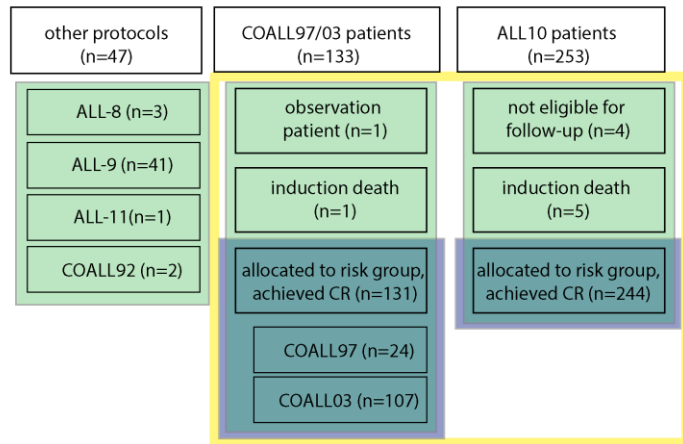 other protocols
(n=47)
ALL-8 (n=3)
ALL-9 (n=41)
ALL-11(n=1)
COALL92 (n=2)
COALL97/03 patients
(n=133)
observation
patient (n=1)
induction death
(n=1)
allocated to risk group,
achieved CR (n=131)
COALL97 (n=24)
COALL03 (n=107)
ALL10 patients
(n=253)
not eligible for
follow-up (n=4)
induction death
(n=5)
allocated to risk group,
achieved CR (n=244)